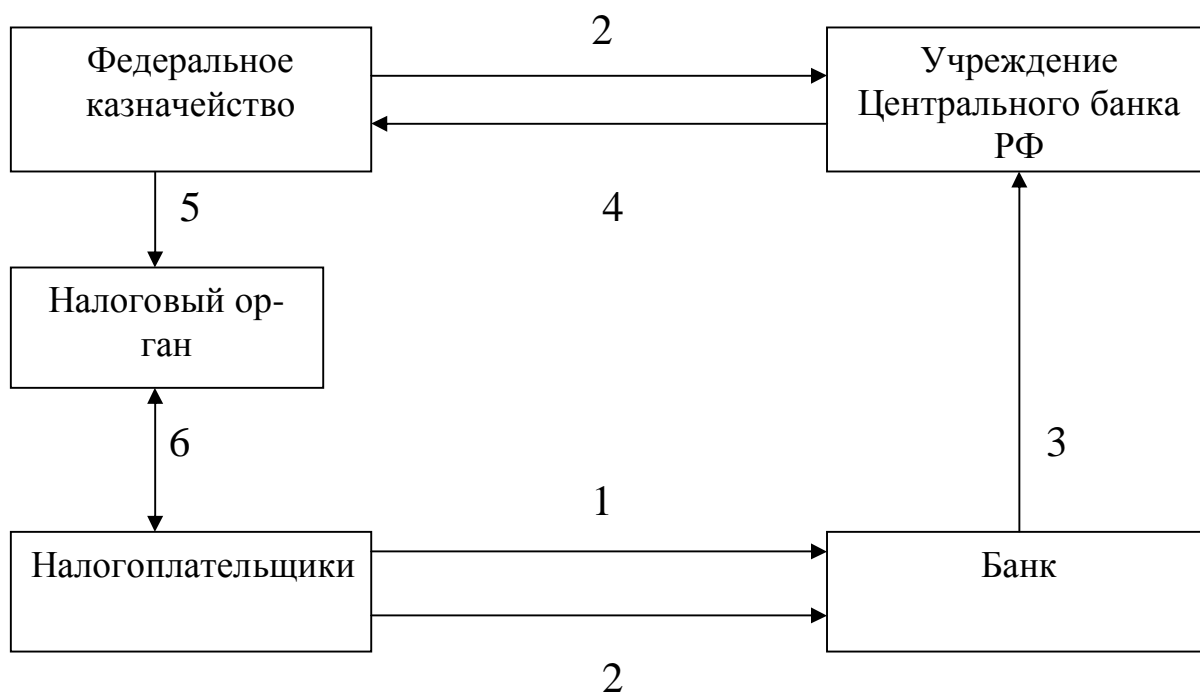 2
Федеральное
казначейство
Учреждение
Центрального банка
РФ
5
4
Налоговый ор-
ган
6
3
1
Налогоплательщики
Банк
2